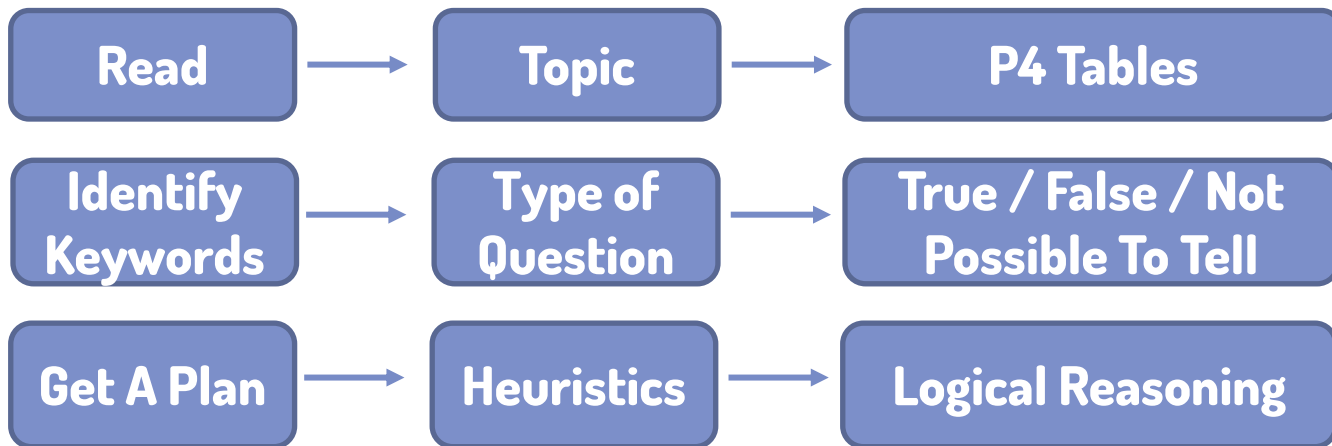 Read
Topic
P4 Tables
Identify
Keywords
Type of
Question
True / False / Not
Possible To Tell
Get A Plan
Heuristics
Logical Reasoning